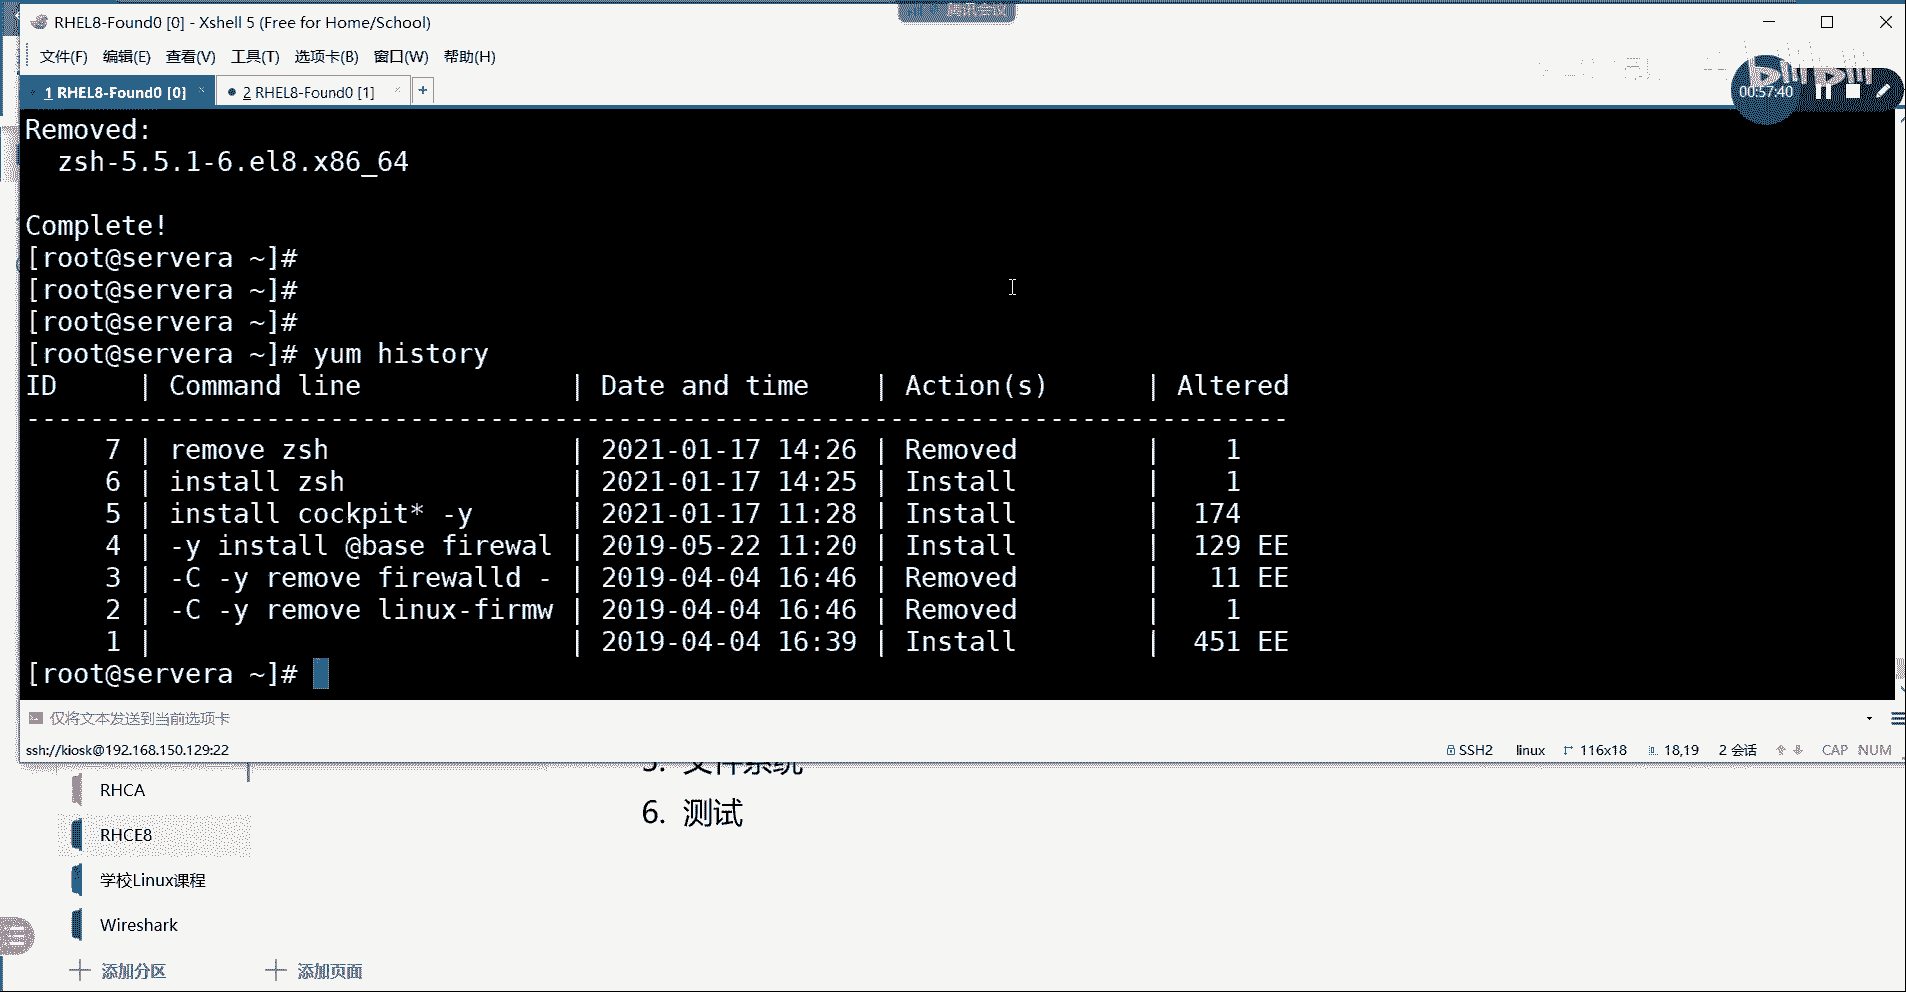 RHEL8-Found0 [0] - Xshell 5 (Free for Home/School)
腾讯会议
文件(F) 编辑(E) 查看(V) 工具(T) 选项卡(B) 窗口(W) 帮助(H)
1 RHEL8-Found0 [0] 2 RHEL8-Found0 [1] +
00:57:40
Removed:
zsh-5.5.1-6.el8.x86_64
Complete!
[root@servera ~]#
[root@servera ~]#
[root@servera ~]#
[root@servera ~]# yum history
ID | Command line | Date and time | Action(s) | Altered
-------------------------------------------------------------------------------
7 | remove zsh | 2021-01-17 14:26 | Removed | 1
6 | install zsh | 2021-01-17 14:25 | Install | 1
5 | install cockpit* -y | 2021-01-17 11:28 | Install | 174
4 | -y install @base firewal | 2019-05-22 11:20 | Install | 129 EE
3 | -C -y remove firewalld - | 2019-04-04 16:46 | Removed | 11 EE
2 | -C -y remove linux-firmw | 2019-04-04 16:46 | Removed | 1
1 | | 2019-04-04 16:39 | Install | 451 EE
[root@servera ~]#
仅将文本发送到当前选项卡
ssh://kiosk@192.168.150.129:22 SSH2 linux 116x18 18,19 2 会话 CAP NUM
5. 文件系统
RHCA
6. 测试
RHCE8
学校Linux课程
Wireshark
添加分区 添加页面